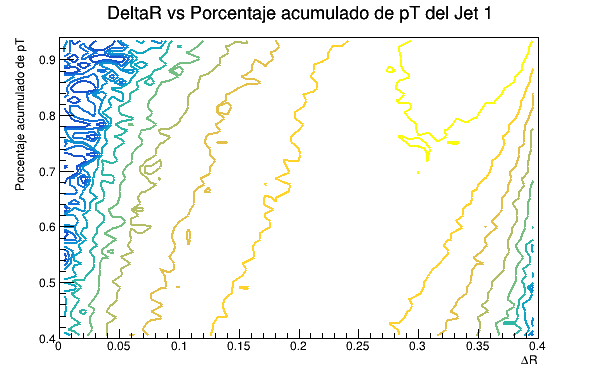 DeltaR vs Porcentaje acumulado de pT del Jet 1
Porcentaje acumulado de pT
0.9
0.8
0.7
0.6
0.5
0.4
0 0.05 0.1 0.15 0.2 0.25 0.3 0.35 0.4
ΔR